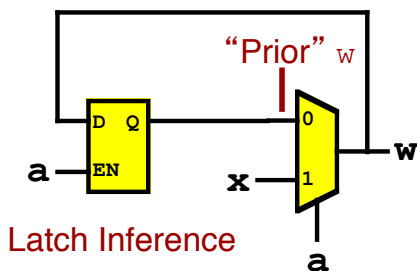 “Prior” w
D Q 0
a EN
x 1
w
Latch Inference
a